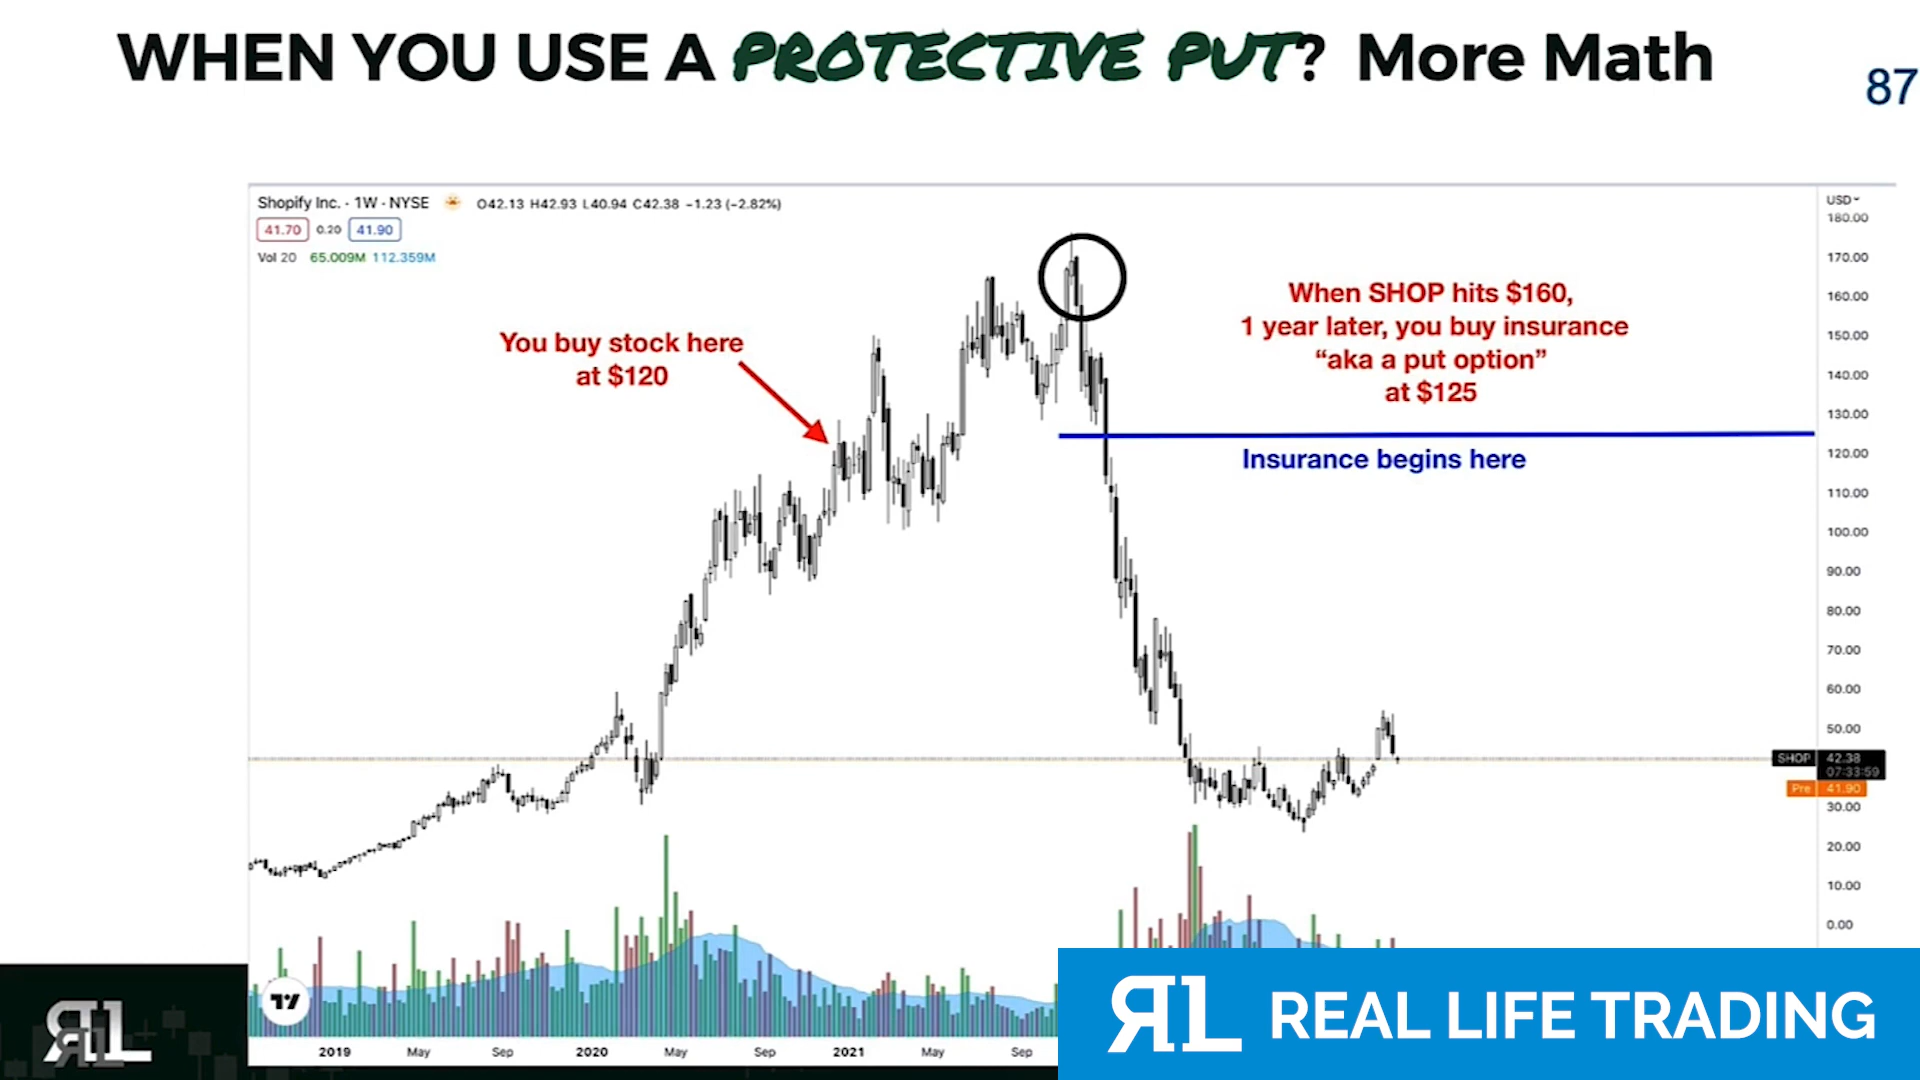 WHEN YOU USE A PROTECTIVE PUT? More Math
87
Shopify Inc. · 1W · NYSE O42.13 H42.93 L40.94 C42.38 −1.23 (−2.82%)
41.70 0.20 41.90
Vol 20 65.009M 112.359M
USD
180.00
170.00
160.00
150.00
140.00
130.00
120.00
110.00
100.00
90.00
80.00
70.00
60.00
50.00
SHOP 42.38
07:33:59
Pre 41.90
30.00
20.00
10.00
0.00
You buy stock here
at $120
When SHOP hits $160,
1 year later, you buy insurance
“aka a put option”
at $125
Insurance begins here
2019 May Sep 2020 May Sep 2021 May Sep
RL
RL REAL LIFE TRADING